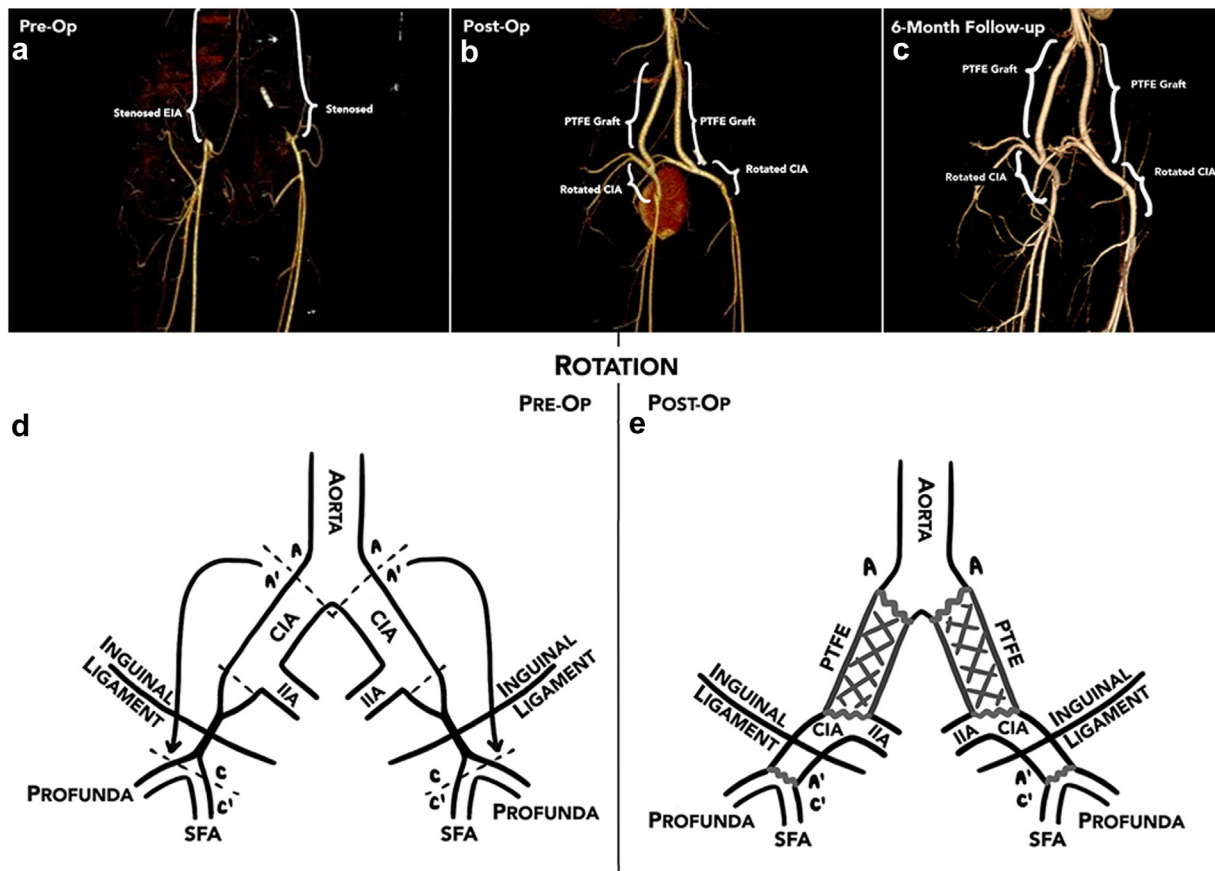 Pre-Op
a
Stenosed EIA
Stenosed
Post-Op
b
PTFE Graft
PTFE Graft
Rotated CIA
Rotated CIA
6-Month Follow-up
c
PTFE Graft
PTFE Graft
Rotated CIA
Rotated CIA
ROTATION
PRE-OP
POST-OP
d
AORTA
A
A
A'
A'
CIA
CIA
IIA
IIA
INGUINAL
LIGAMENT
INGUINAL
LIGAMENT
C
C'
C
C'
PROFUNDA
SFA
SFA
PROFUNDA
e
AORTA
A
A
PTFE
PTFE
INGUINAL
LIGAMENT
INGUINAL
LIGAMENT
CIA
IIA
IIA
CIA
A'
C'
A'
C'
PROFUNDA
SFA
SFA
PROFUNDA